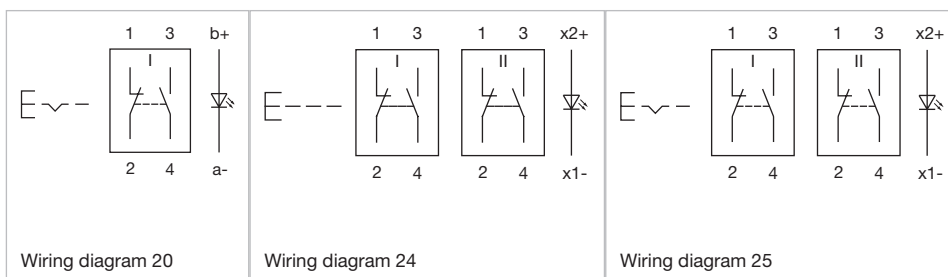 1 3 b+
I
2 4 a-
Wiring diagram 20
1 3 1 3 x2+
I II
2 4 2 4 x1-
Wiring diagram 24
1 3 1 3 x2+
I II
2 4 2 4 x1-
Wiring diagram 25